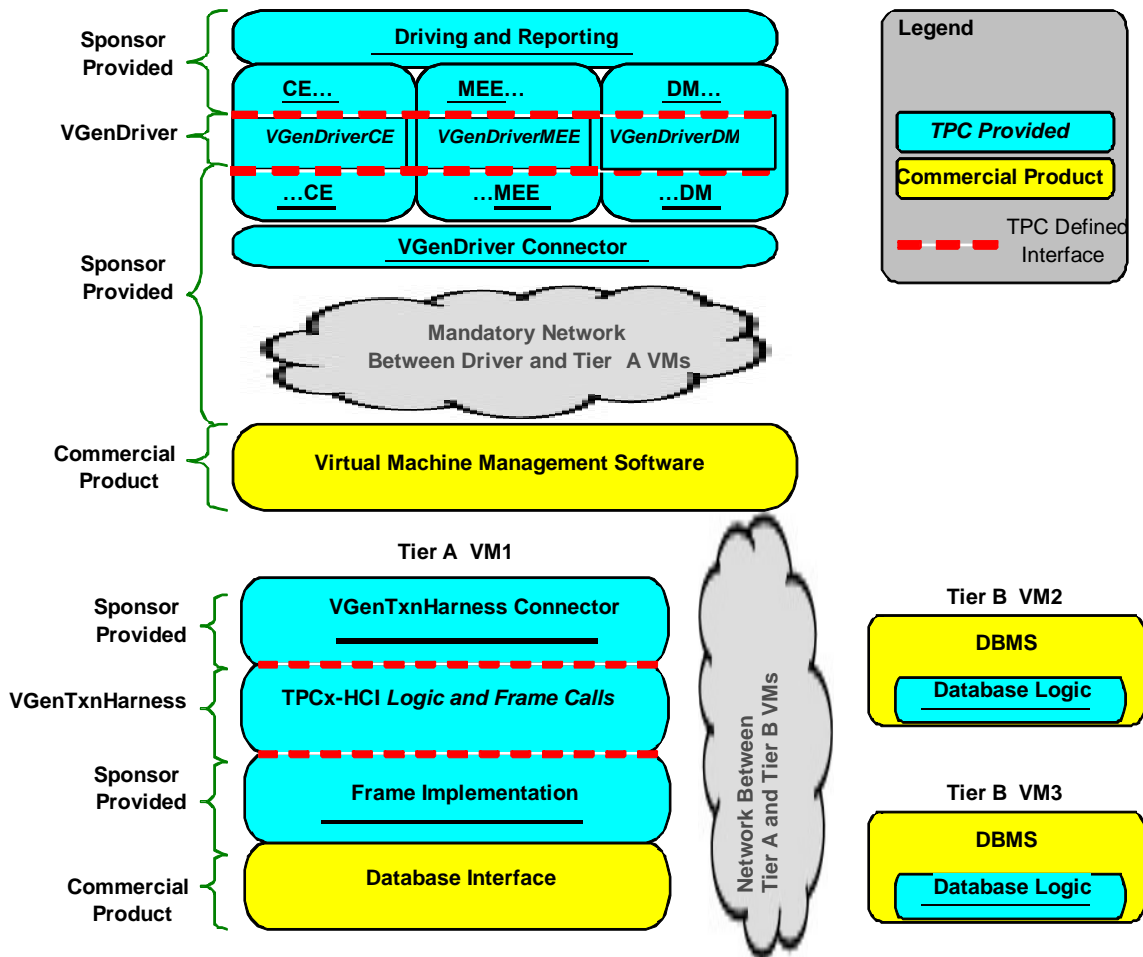 Sponsor
Provided
Driving and Reporting
CE…
MEE…
DM…
VGenDriver
VGenDriverCE
VGenDriverMEE
VGenDriverDM
…CE
…MEE
…DM
VGenDriver Connector
Sponsor
Provided
Mandatory Network
Between Driver and Tier A VMs
Commercial
Product
Virtual Machine Management Software
Legend
TPC Provided
Commercial Product
TPC Defined
Interface
Tier A VM1
Sponsor
Provided
VGenTxnHarness Connector
VGenTxnHarness
TPCx-HCI Logic and Frame Calls
Sponsor
Provided
Frame Implementation
Commercial
Product
Database Interface
Network Between
Tier A and Tier B VMs
Tier B VM2
DBMS
Database Logic
Tier B VM3
DBMS
Database Logic